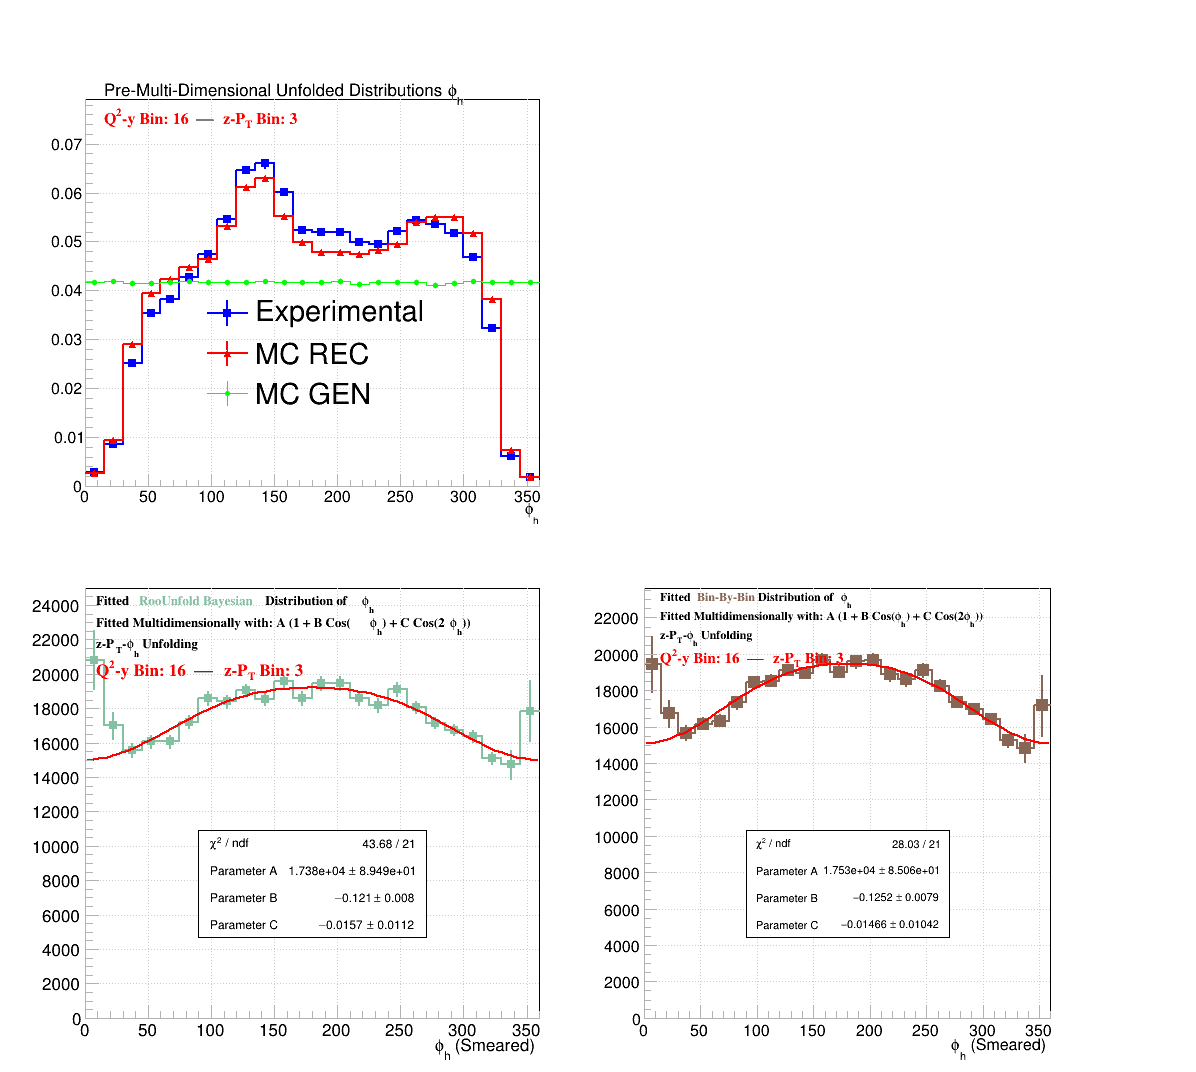 Pre-Multi-Dimensional Unfolded Distributions ϕh
Q2-y Bin: 16 — z-PT Bin: 3
0.07
0.06
0.05
0.04
0.03
0.02
0.01
0
Experimental
MC REC
MC GEN
0 50 100 150 200 250 300 350
ϕh
Fitted RooUnfold Bayesian Distribution of ϕh
Fitted Multidimensionally with: A (1 + B Cos( ϕh) + C Cos(2 ϕh))
z-PT-ϕh Unfolding
Q2-y Bin: 16 — z-PT Bin: 3
24000
22000
20000
18000
16000
14000
12000
10000
8000
6000
4000
2000
0
χ2 / ndf 43.68 / 21
Parameter A 1.738e+04 ± 8.949e+01
Parameter B −0.121 ± 0.008
Parameter C −0.0157 ± 0.0112
0 50 100 150 200 250 300 350
ϕh (Smeared)
Fitted Bin-By-Bin Distribution of ϕh
Fitted Multidimensionally with: A (1 + B Cos(ϕh) + C Cos(2ϕh))
z-PT-ϕh Unfolding
Q2-y Bin: 16 — z-PT Bin: 3
22000
20000
18000
16000
14000
12000
10000
8000
6000
4000
2000
0
χ2 / ndf 28.03 / 21
Parameter A 1.753e+04 ± 8.506e+01
Parameter B −0.1252 ± 0.0079
Parameter C −0.01466 ± 0.01042
0 50 100 150 200 250 300 350
ϕh (Smeared)